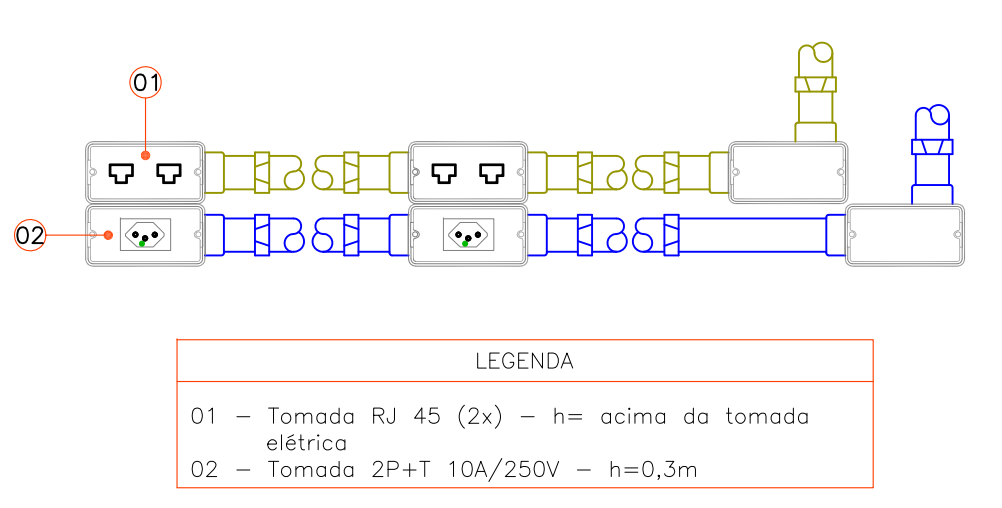 01
02
LEGENDA
01 – Tomada RJ 45 (2x) – h= acima da tomada
elétrica
02 – Tomada 2P+T 10A/250V – h=0,3m